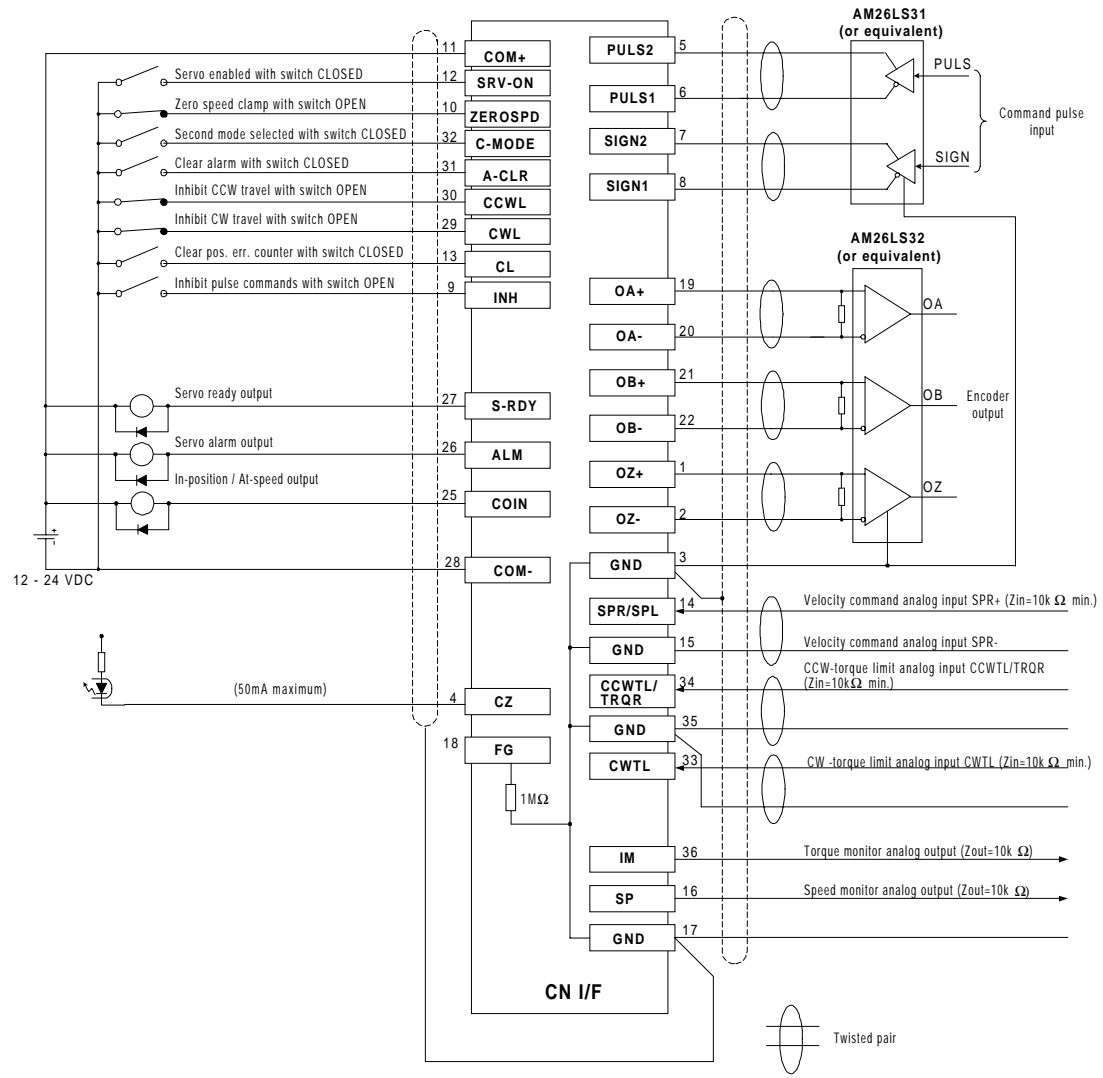 AM26LS31
(or equivalent)
11 COM+
Servo enabled with switch CLOSED 12 SRV-ON
Zero speed clamp with switch OPEN 10 ZEROSPD
Second mode selected with switch CLOSED 32 C-MODE
Clear alarm with switch CLOSED 31 A-CLR
Inhibit CCW travel with switch OPEN 30 CCWL
Inhibit CW travel with switch OPEN 29 CWL
Clear pos. err. counter with switch CLOSED 13 CL
Inhibit pulse commands with switch OPEN 9 INH
Servo ready output 27 S-RDY
Servo alarm output 26 ALM
In-position / At-speed output 25 COIN
+
-
12 - 24 VDC
28 COM-
(50mA maximum) 4 CZ
18 FG
1MΩ
PULS2 5
PULS1 6
SIGN2 7
SIGN1 8
PULS
SIGN
Command pulse
input
AM26LS32
(or equivalent)
OA+ 19
OA- 20
OA
OB+ 21
OB- 22
OB
Encoder
output
OZ+ 1
OZ- 2
OZ
GND 3
SPR/SPL 14 Velocity command analog input SPR+ (Zin=10k Ω min.)
GND 15 Velocity command analog input SPR-
CCWTL/
TRQR 34 CCW-torque limit analog input CCWTL/TRQR
(Zin=10kΩ min.)
GND 35
CWTL 33 CW -torque limit analog input CWTL (Zin=10k Ω min.)
IM 36 Torque monitor analog output (Zout=10k Ω)
SP 16 Speed monitor analog output (Zout=10k Ω)
GND 17
CN I/F
Twisted pair